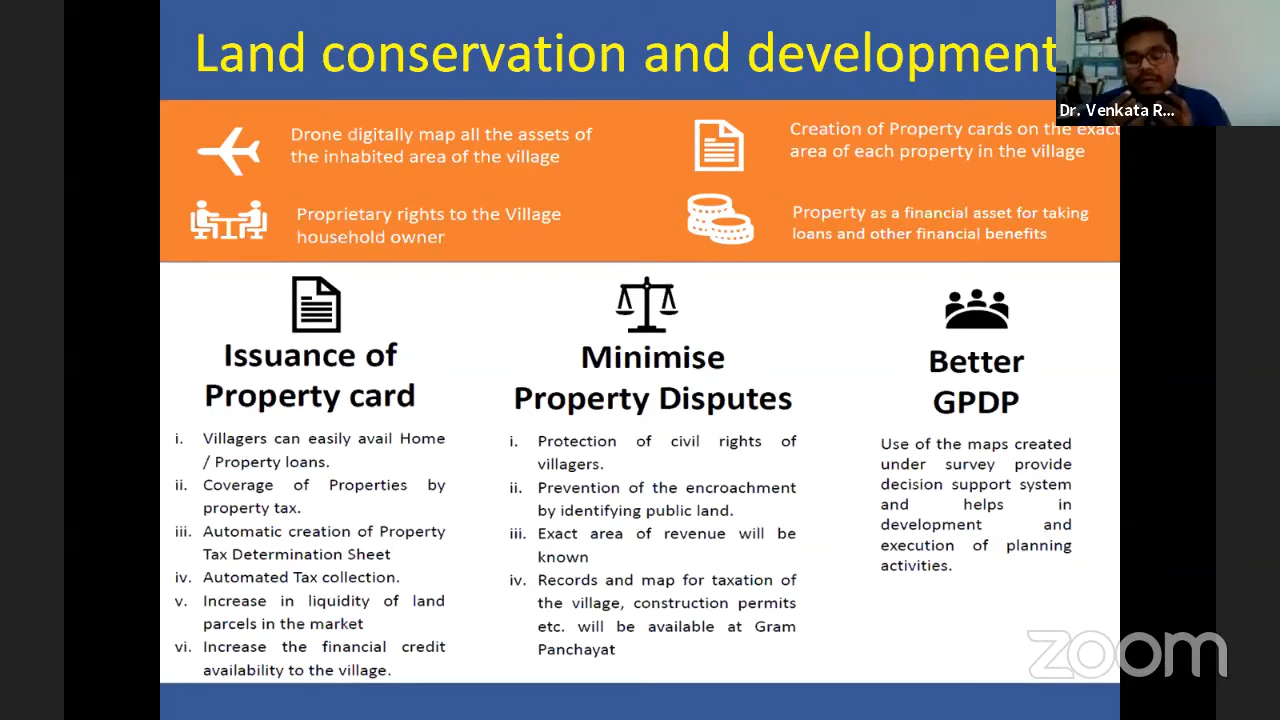 Land conservation and development
Dr. Venkata R...
Drone digitally map all the assets of
the inhabited area of the village
Creation of Property cards on the exact
area of each property in the village
Proprietary rights to the Village
household owner
Property as a financial asset for taking
loans and other financial benefits
Issuance of
Property card
i. Villagers can easily avail Home
/ Property loans.
ii. Coverage of Properties by
property tax.
iii. Automatic creation of Property
Tax Determination Sheet
iv. Automated Tax collection.
v. Increase in liquidity of land
parcels in the market
vi. Increase the financial credit
availability to the village.
Minimise
Property Disputes
i. Protection of civil rights of
villagers.
ii. Prevention of the encroachment
by identifying public land.
iii. Exact area of revenue will be
known
iv. Records and map for taxation of
the village, construction permits
etc. will be available at Gram
Panchayat
Better
GPDP
Use of the maps created
under survey provide
decision support system
and helps in
development and
execution of planning
activities.
zoom